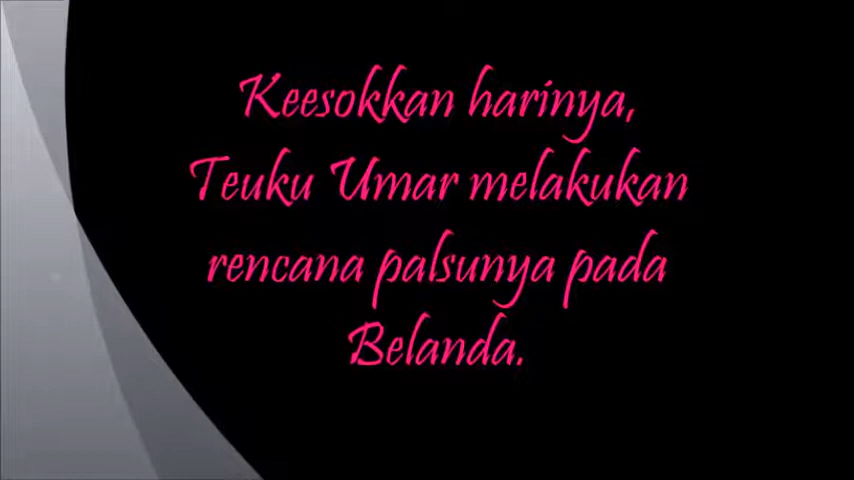 Keesokkan harinya,
Teuku Umar melakukan
rencana palsunya pada
Belanda.